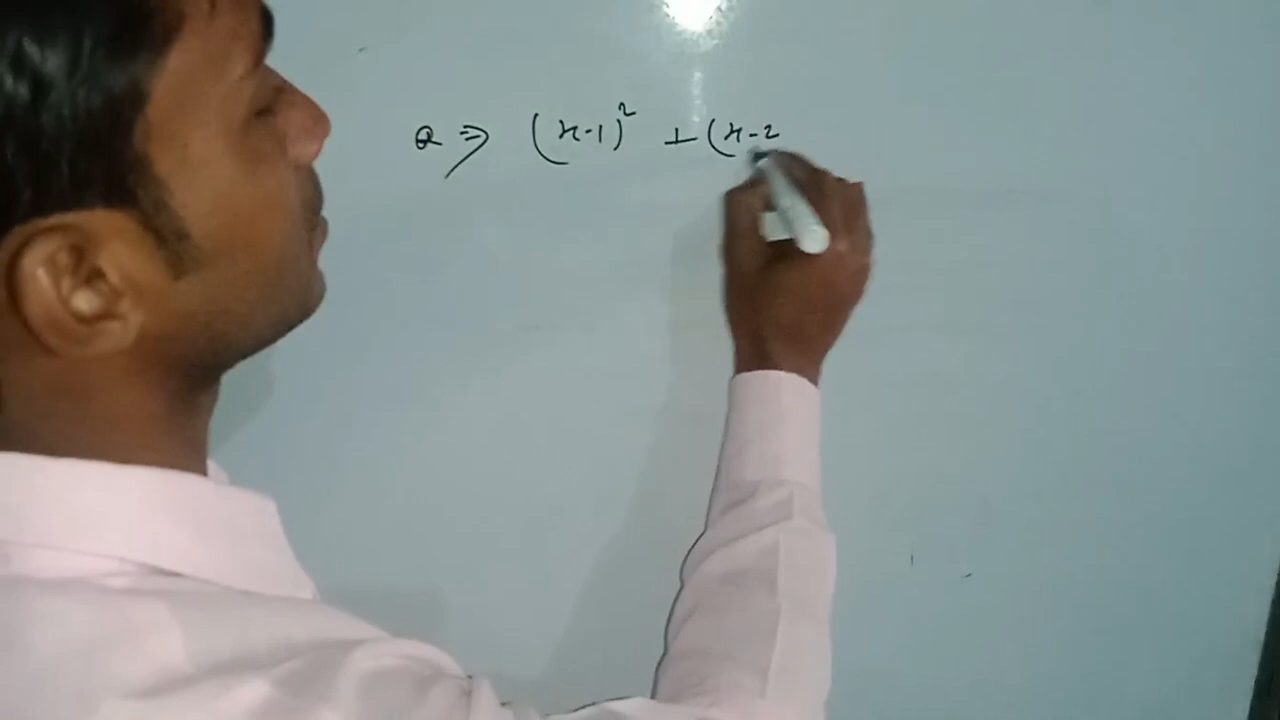 Q ⇒ (x-1)² + (x-2